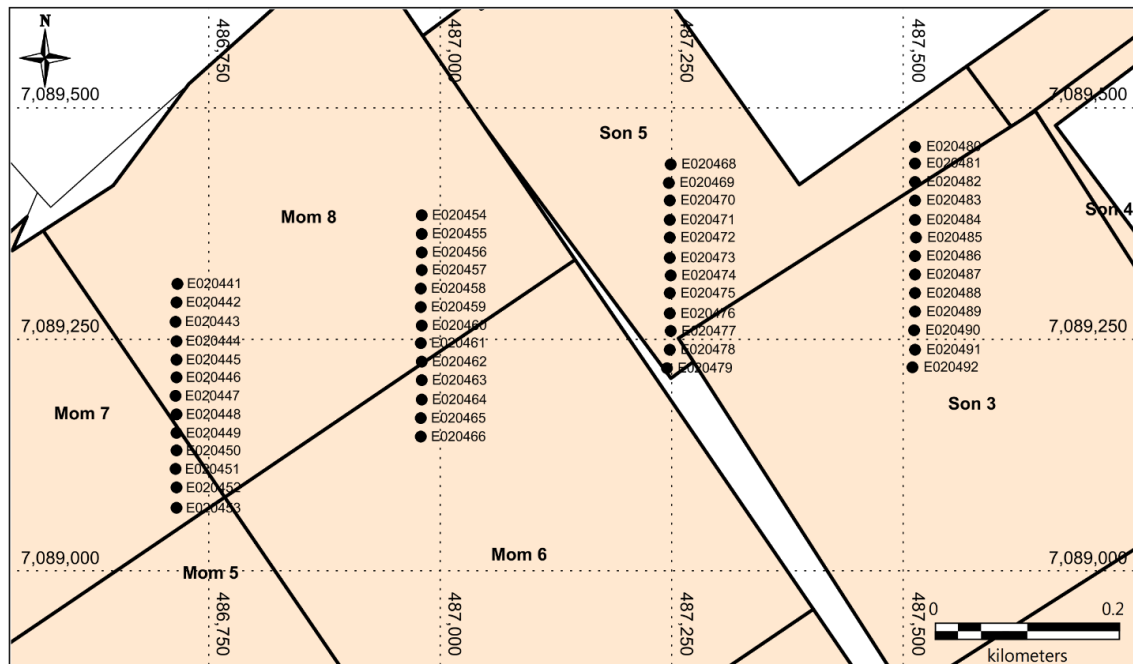 N
486,750
487,000
487,250
487,500
7,089,500
7,089,500
Son 5
E020468
E020469
E020470
E020471
E020472
E020473
E020474
E020475
E020476
E020477
E020478
E020479
E020480
E020481
E020482
E020483
E020484
E020485
E020486
E020487
E020488
E020489
E020490
E020491
E020492
Son 4
Mom 8
E020454
E020455
E020456
E020457
E020458
E020459
E020460
E020461
E020462
E020463
E020464
E020465
E020466
E020441
E020442
E020443
E020444
E020445
E020446
E020447
E020448
E020449
E020450
E020451
E020452
E020453
7,089,250
7,089,250
Mom 7
Son 3
Mom 6
7,089,000
7,089,000
Mom 5
486,750
487,000
487,250
487,500
0
0.2
kilometers